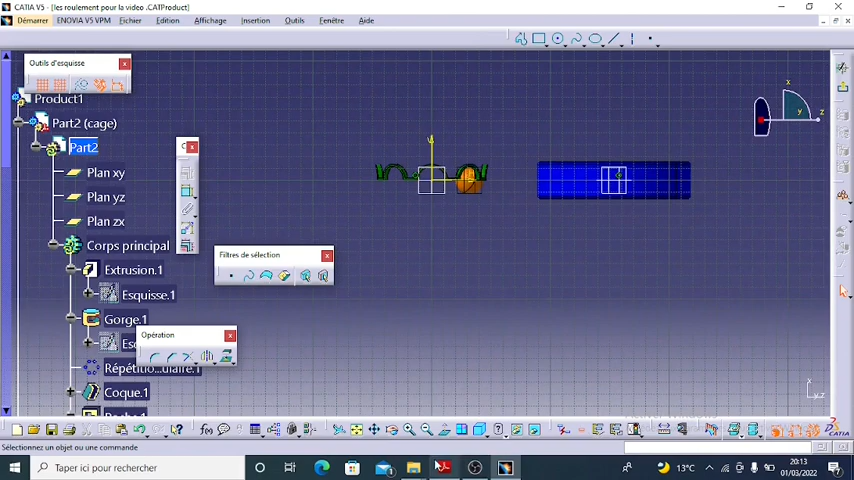 CATIA V5 - [les roulement pour la video .CATProduct]
Démarrer ENOVIA V5 VPM Fichier Edition Affichage Insertion Outils Fenêtre Aide
Outils d'esquisse
Product1
Part2 (cage)
Part2
Plan xy
Plan yz
Plan zx
Corps principal
Extrusion.1
Esquisse.1
Gorge.1
Filtres de sélection
Opération
Coque.1
x
y
z
x
y z
Sélectionnez un objet ou une commande
CATIA
Taper ici pour rechercher
13°C
20:13
01/03/2022